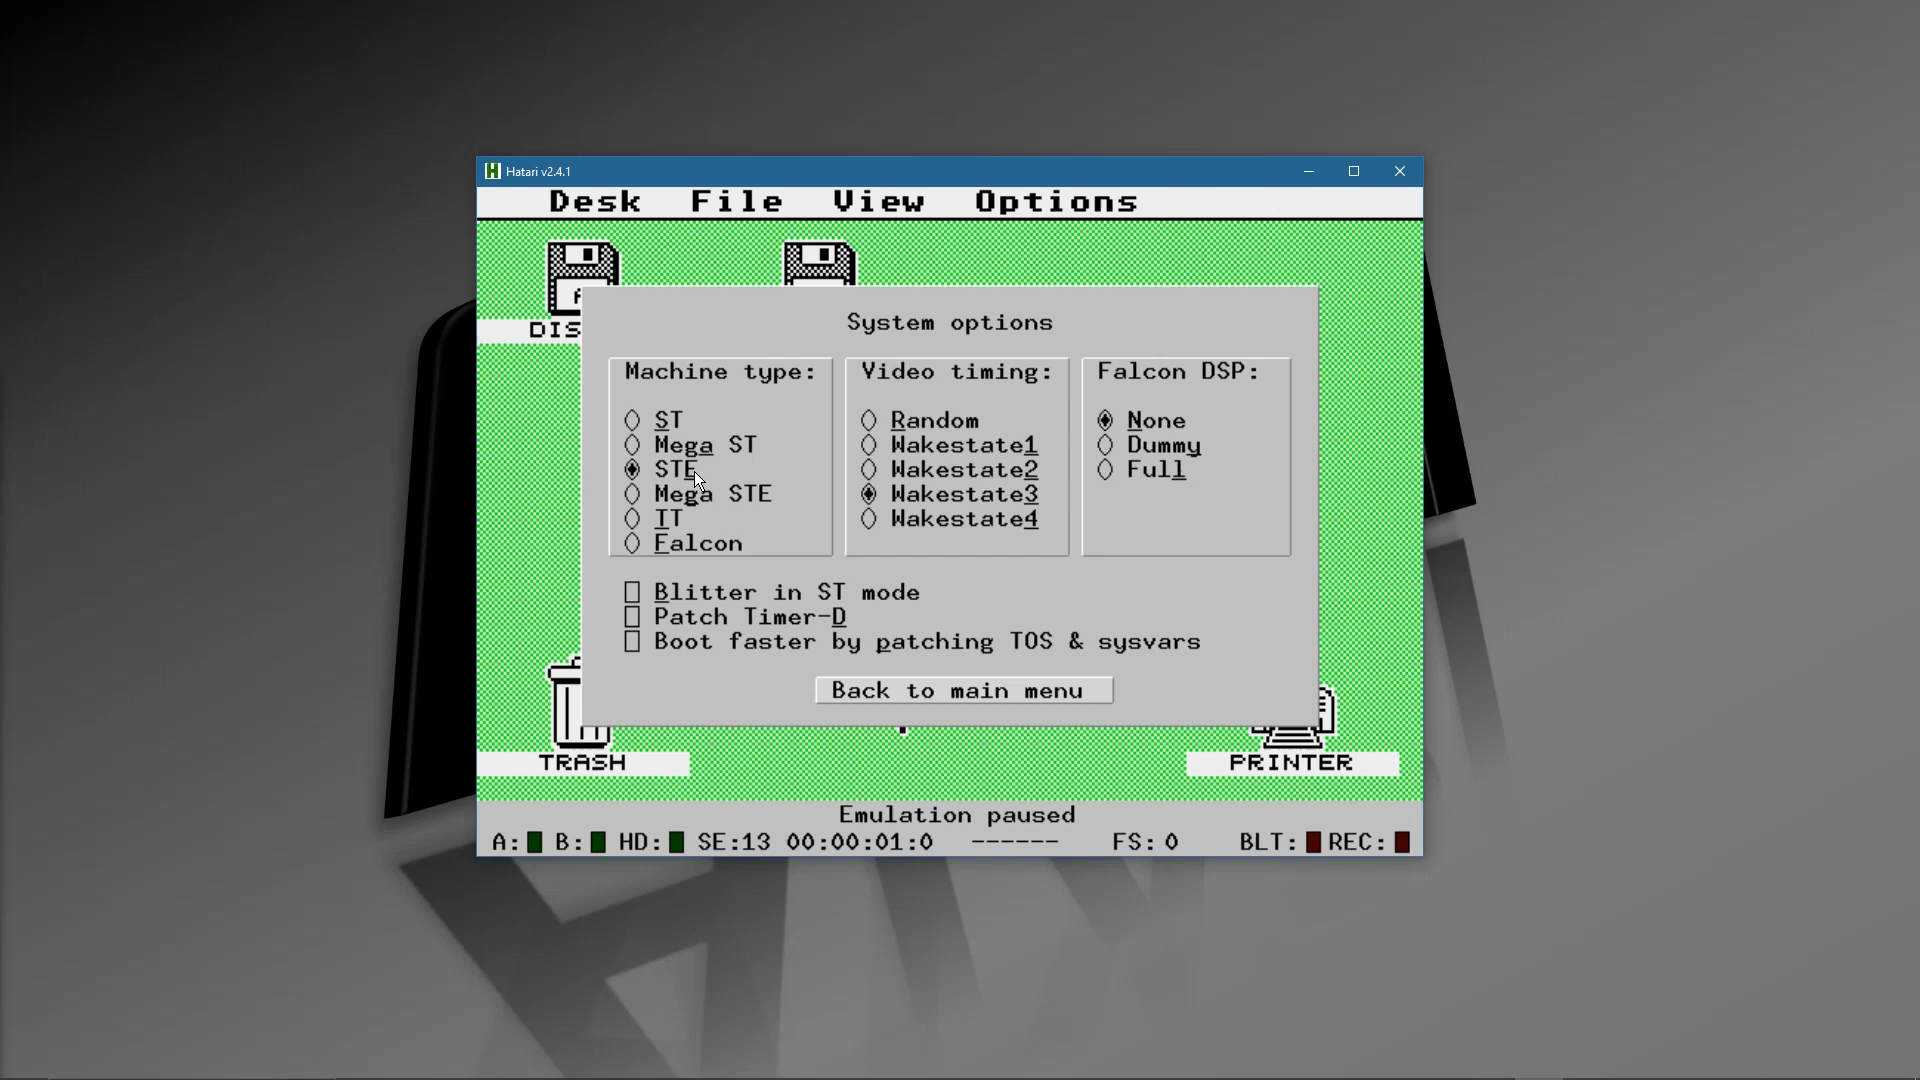 Hatari v2.4.1
Desk File View Options
DIS
System options
Machine type: Video timing: Falcon DSP:
ST Random None
Mega ST Wakestate1 Dummy
STE Wakestate2 Full
Mega STE Wakestate3
TT Wakestate4
Falcon
Blitter in ST mode
Patch Timer-D
Boot faster by patching TOS & sysvars
Back to main menu
TRASH PRINTER
Emulation paused
A: B: HD: SE:13 00:00:01:0 ------ FS: 0 BLT: REC: